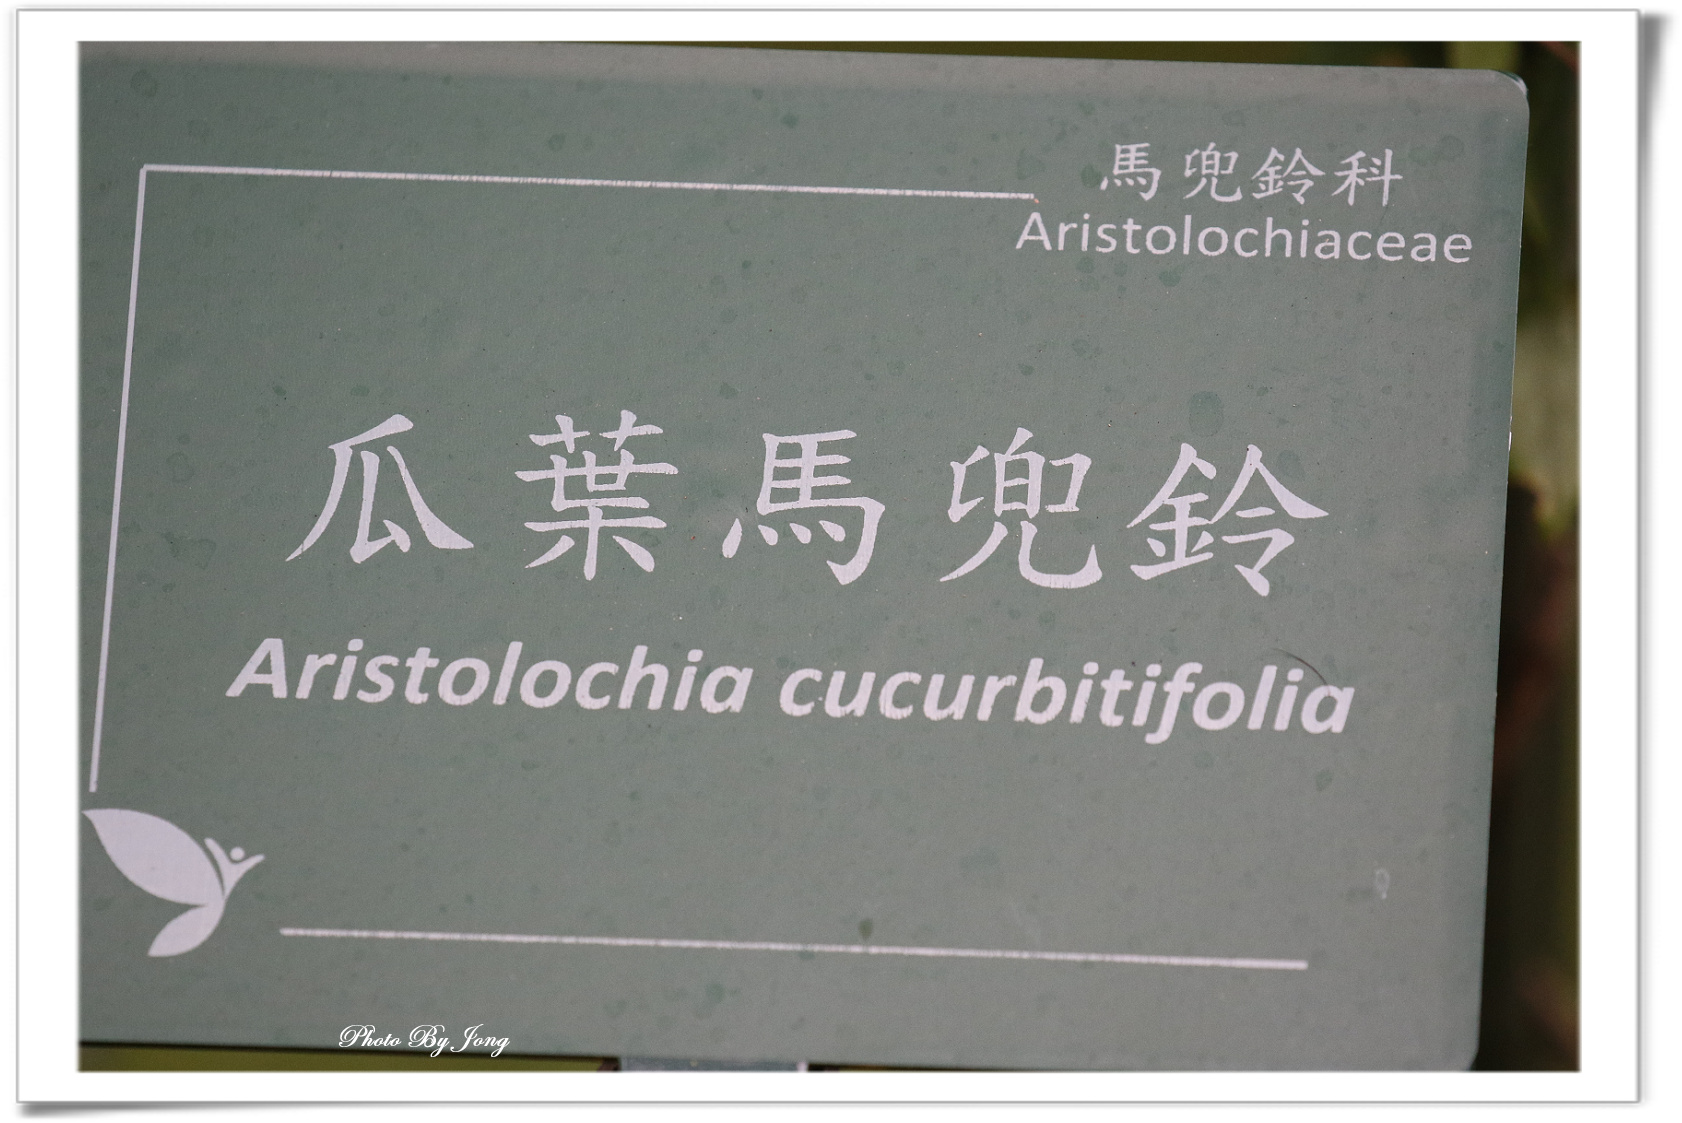 馬兜鈴科
Aristolochiaceae
瓜葉馬兜鈴
Aristolochia cucurbitifolia
Photo By Jong